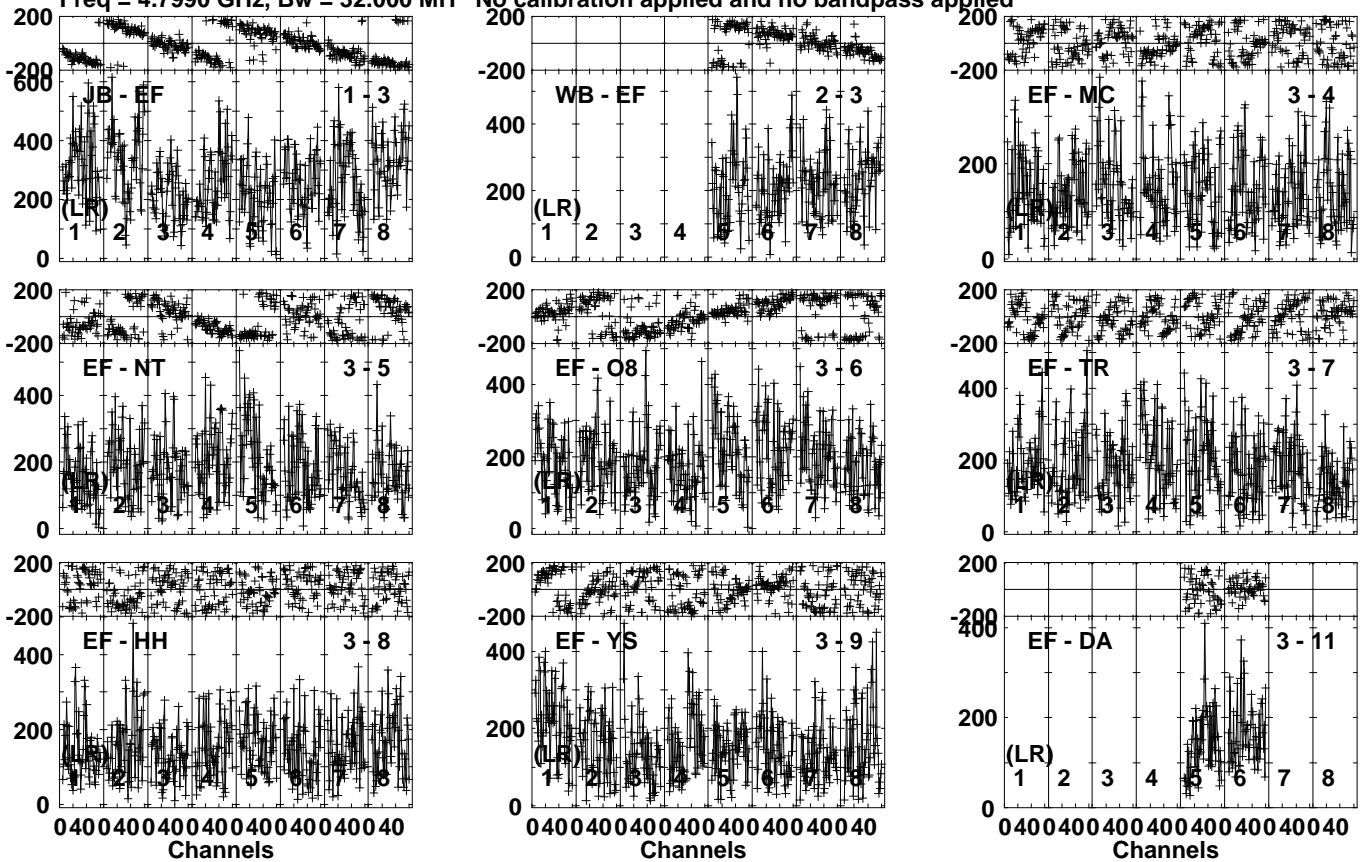 Freq = 4.7990 GHz, Bw = 32.000 MH No calibration applied and no bandpass applied
200
-200
600
400
200
0
JB - EF 1 - 3
(LR)
1 2 3 4 5 6 7 8
400
200
0
WB - EF 2 - 3
(LR)
1 2 3 4 5 6 7 8
200
-200
400
200
0
EF - MC 3 - 4
(LR)
1 2 3 4 5 6 7 8
200
-200
400
200
0
EF - NT 3 - 5
(LR)
1 2 3 4 5 6 7 8
200
-200
400
200
0
EF - O8 3 - 6
(LR)
1 2 3 4 5 6 7 8
200
-200
400
200
0
EF - TR 3 - 7
(LR)
1 2 3 4 5 6 7 8
200
-200
400
200
0
EF - HH 3 - 8
(LR)
1 2 3 4 5 6 7 8
200
-200
400
200
0
EF - YS 3 - 9
(LR)
1 2 3 4 5 6 7 8
200
-200
400
200
0
EF - DA 3 - 11
(LR)
1 2 3 4 5 6 7 8
0 40 0 40 0 40 0 40 0 40 0 40 0 40 0 40
Channels
0 40 0 40 0 40 0 40 0 40 0 40 0 40 0 40
Channels
0 40 0 40 0 40 0 40 0 40 0 40 0 40 0 40
Channels